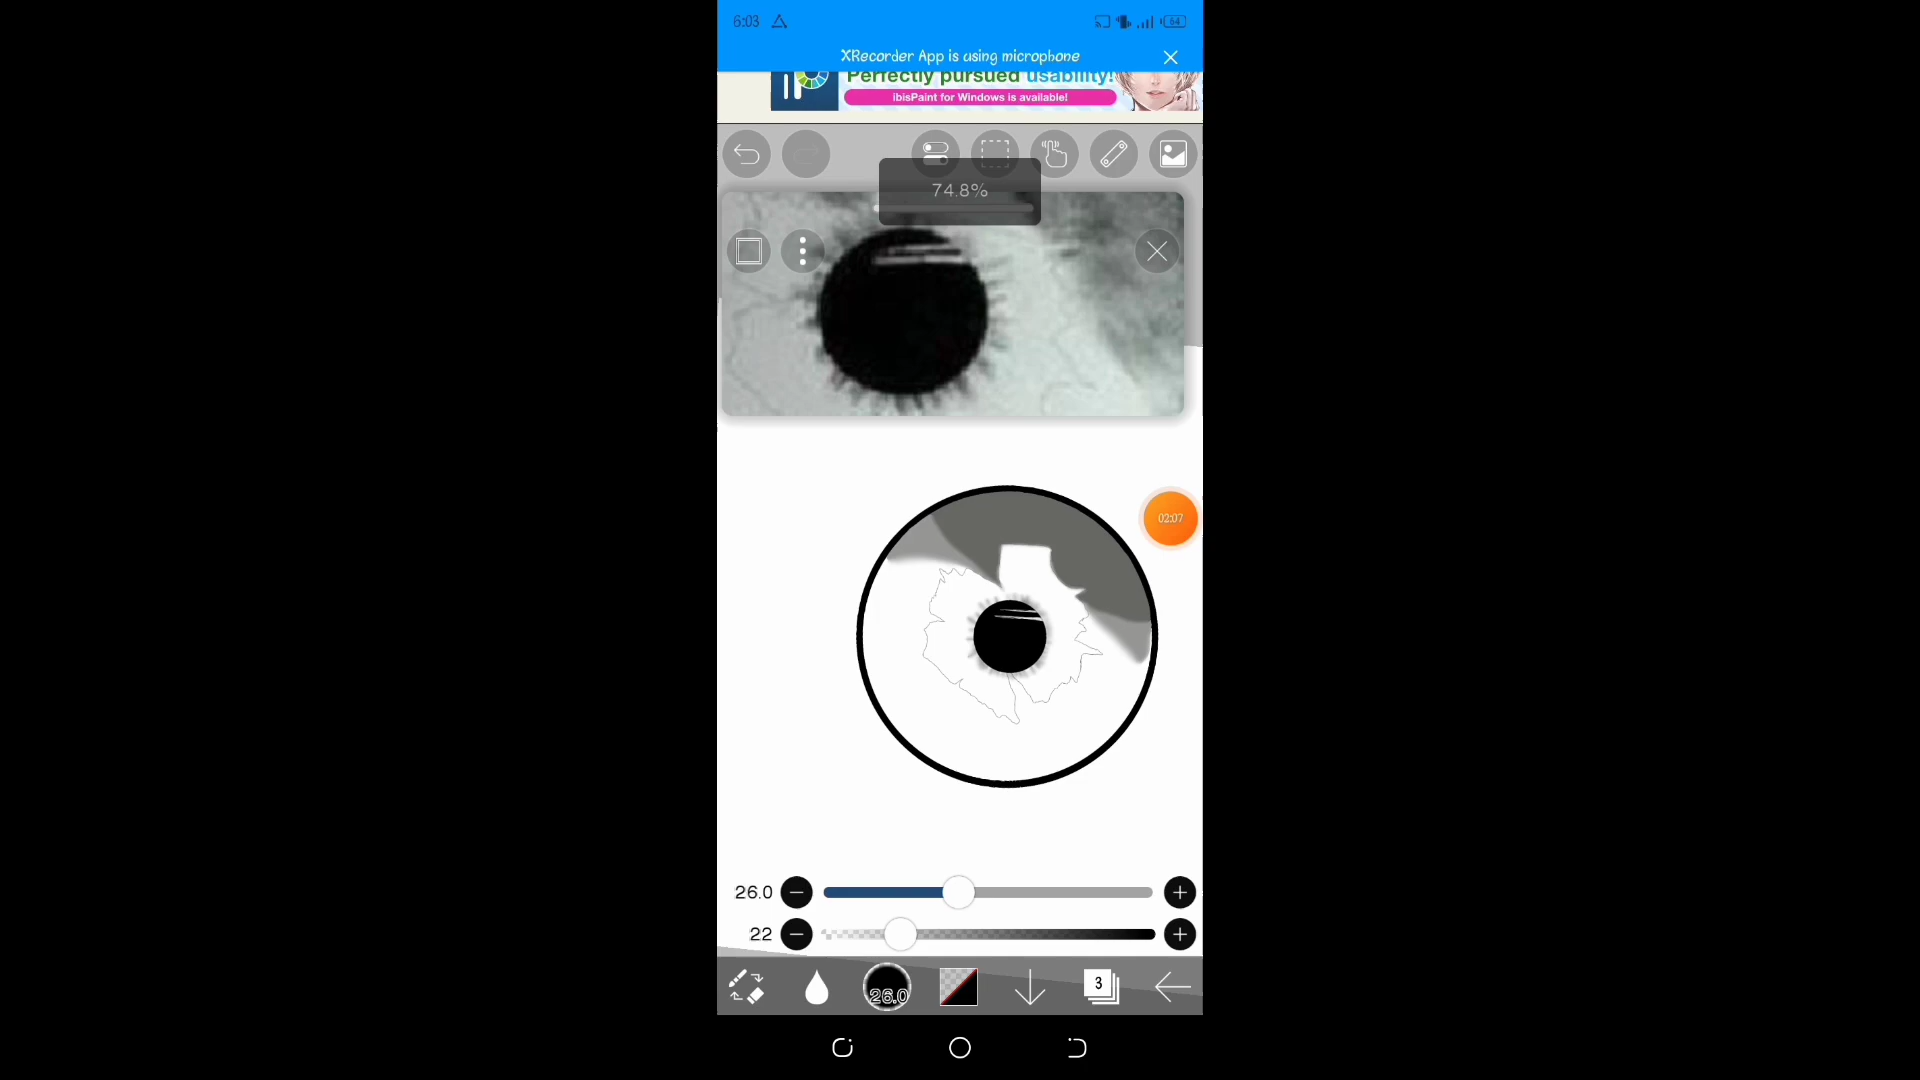 6:03
64
XRecorder App is using microphone
Perfectly pursued usability!
ibisPaint for Windows is available!
74.8%
02:07
26.0
22
26.0
3